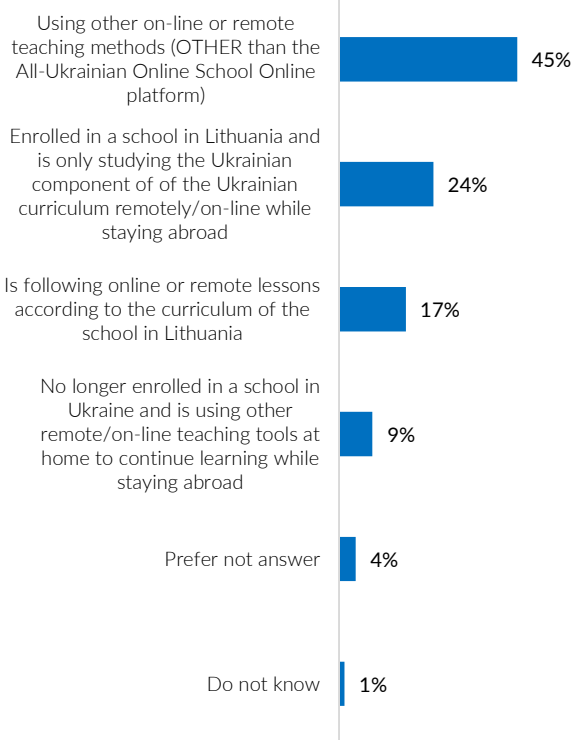 Using other on-line or remote
teaching methods (OTHER than the
All-Ukrainian Online School Online
platform)
45%
Enrolled in a school in Lithuania and
is only studying the Ukrainian
component of of the Ukrainian
curriculum remotely/on-line while
staying abroad
24%
Is following online or remote lessons
according to the curriculum of the
school in Lithuania
17%
No longer enrolled in a school in
Ukraine and is using other
remote/on-line teaching tools at
home to continue learning while
staying abroad
9%
Prefer not answer
4%
Do not know
1%